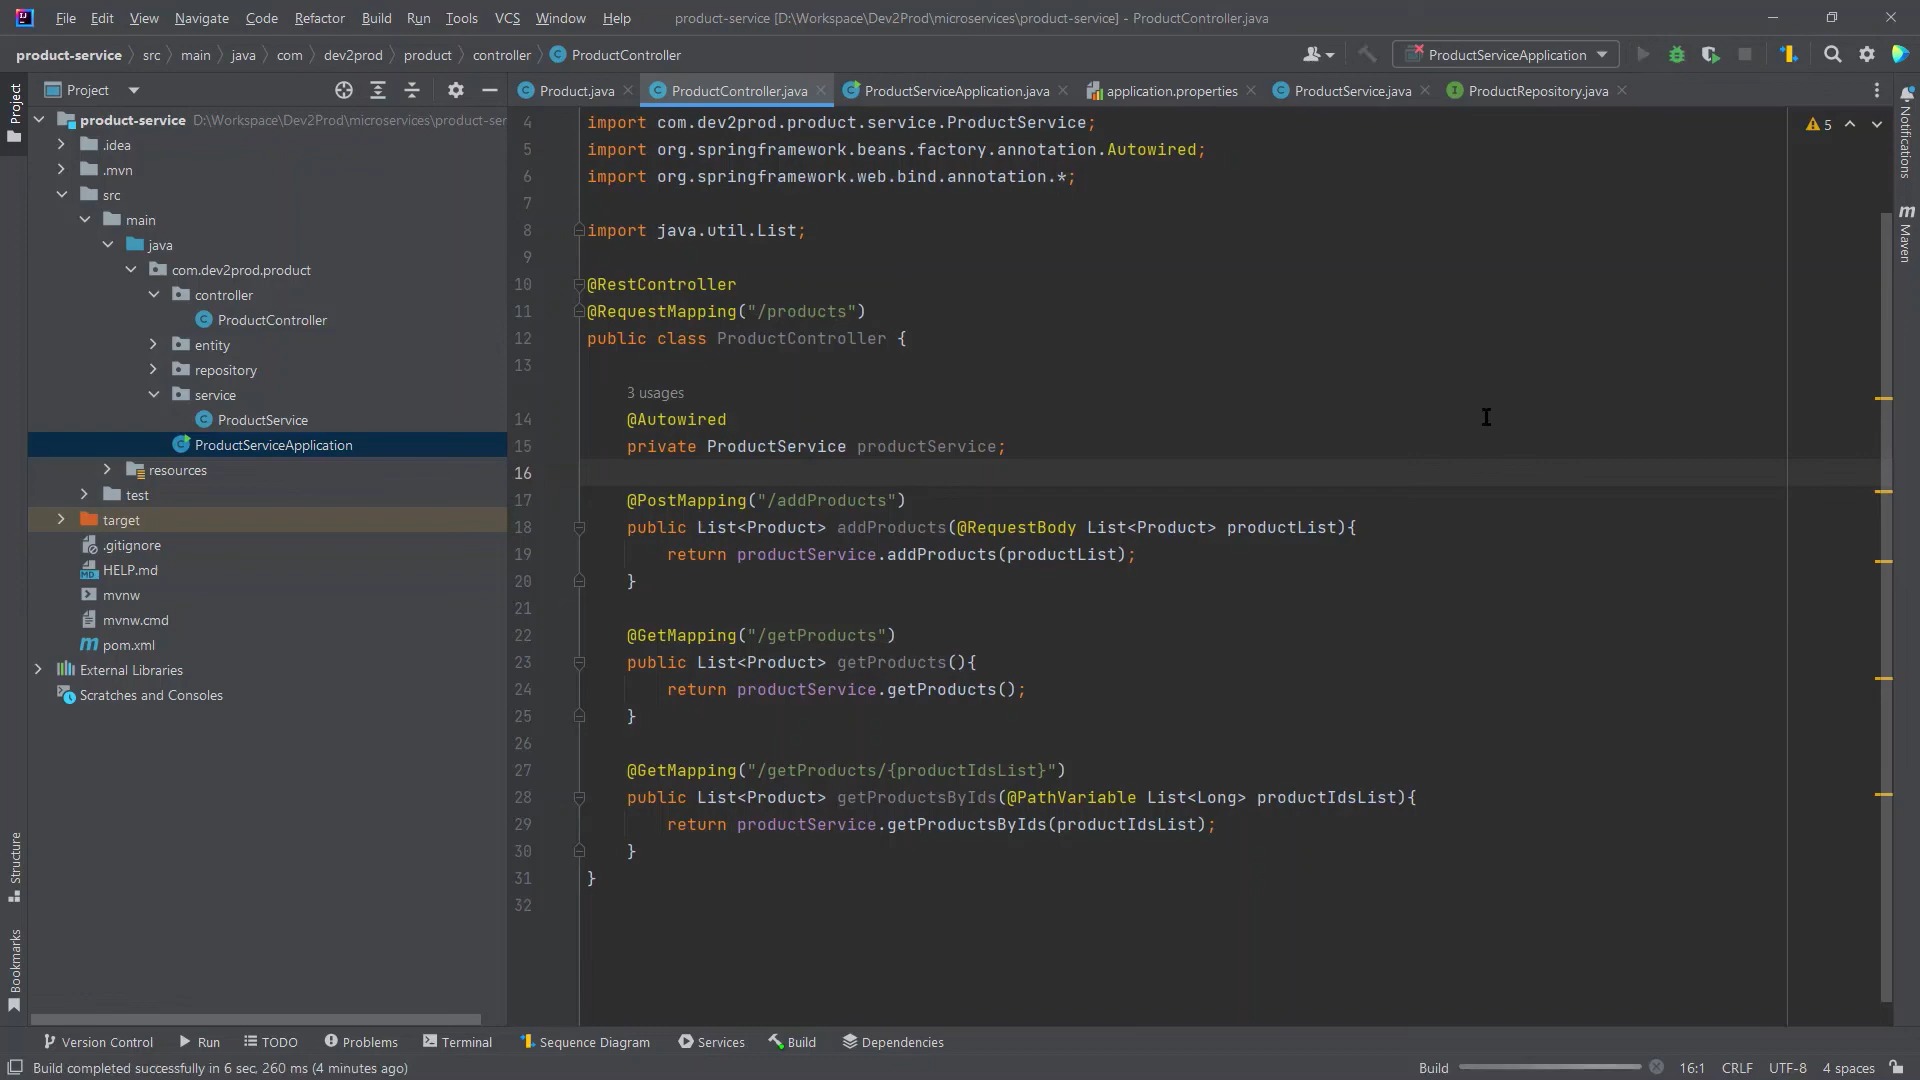 File Edit View Navigate Code Refactor Build Run Tools VCS Window Help product-service [D:\Workspace\Dev2Prod\microservices\product-service] - ProductController.java
product-service src main java com dev2prod product controller ProductController
ProductServiceApplication
Project
Product.java ProductController.java ProductServiceApplication.java application.properties ProductService.java ProductRepository.java
Project
product-service D:\Workspace\Dev2Prod\microservices\product-ser
.idea
.mvn
src
main
java
com.dev2prod.product
controller
ProductController
entity
repository
service
ProductService
ProductServiceApplication
resources
test
target
.gitignore
HELP.md
mvnw
mvnw.cmd
pom.xml
External Libraries
Scratches and Consoles
Structure
Bookmarks
4 import com.dev2prod.product.service.ProductService;
5 import org.springframework.beans.factory.annotation.Autowired;
6 import org.springframework.web.bind.annotation.*;
7
8 import java.util.List;
9
10 @RestController
11 @RequestMapping("/products")
12 public class ProductController {
13
3 usages
14 @Autowired
15 private ProductService productService;
16
17 @PostMapping("/addProducts")
18 public List<Product> addProducts(@RequestBody List<Product> productList){
19 return productService.addProducts(productList);
20 }
21
22 @GetMapping("/getProducts")
23 public List<Product> getProducts(){
24 return productService.getProducts();
25 }
26
27 @GetMapping("/getProducts/{productIdsList}")
28 public List<Product> getProductsByIds(@PathVariable List<Long> productIdsList){
29 return productService.getProductsByIds(productIdsList);
30 }
31 }
32
5
Notifications
m Maven
Version Control Run TODO Problems Terminal Sequence Diagram Services Build Dependencies
Build completed successfully in 6 sec, 260 ms (4 minutes ago) Build 16:1 CRLF UTF-8 4 spaces